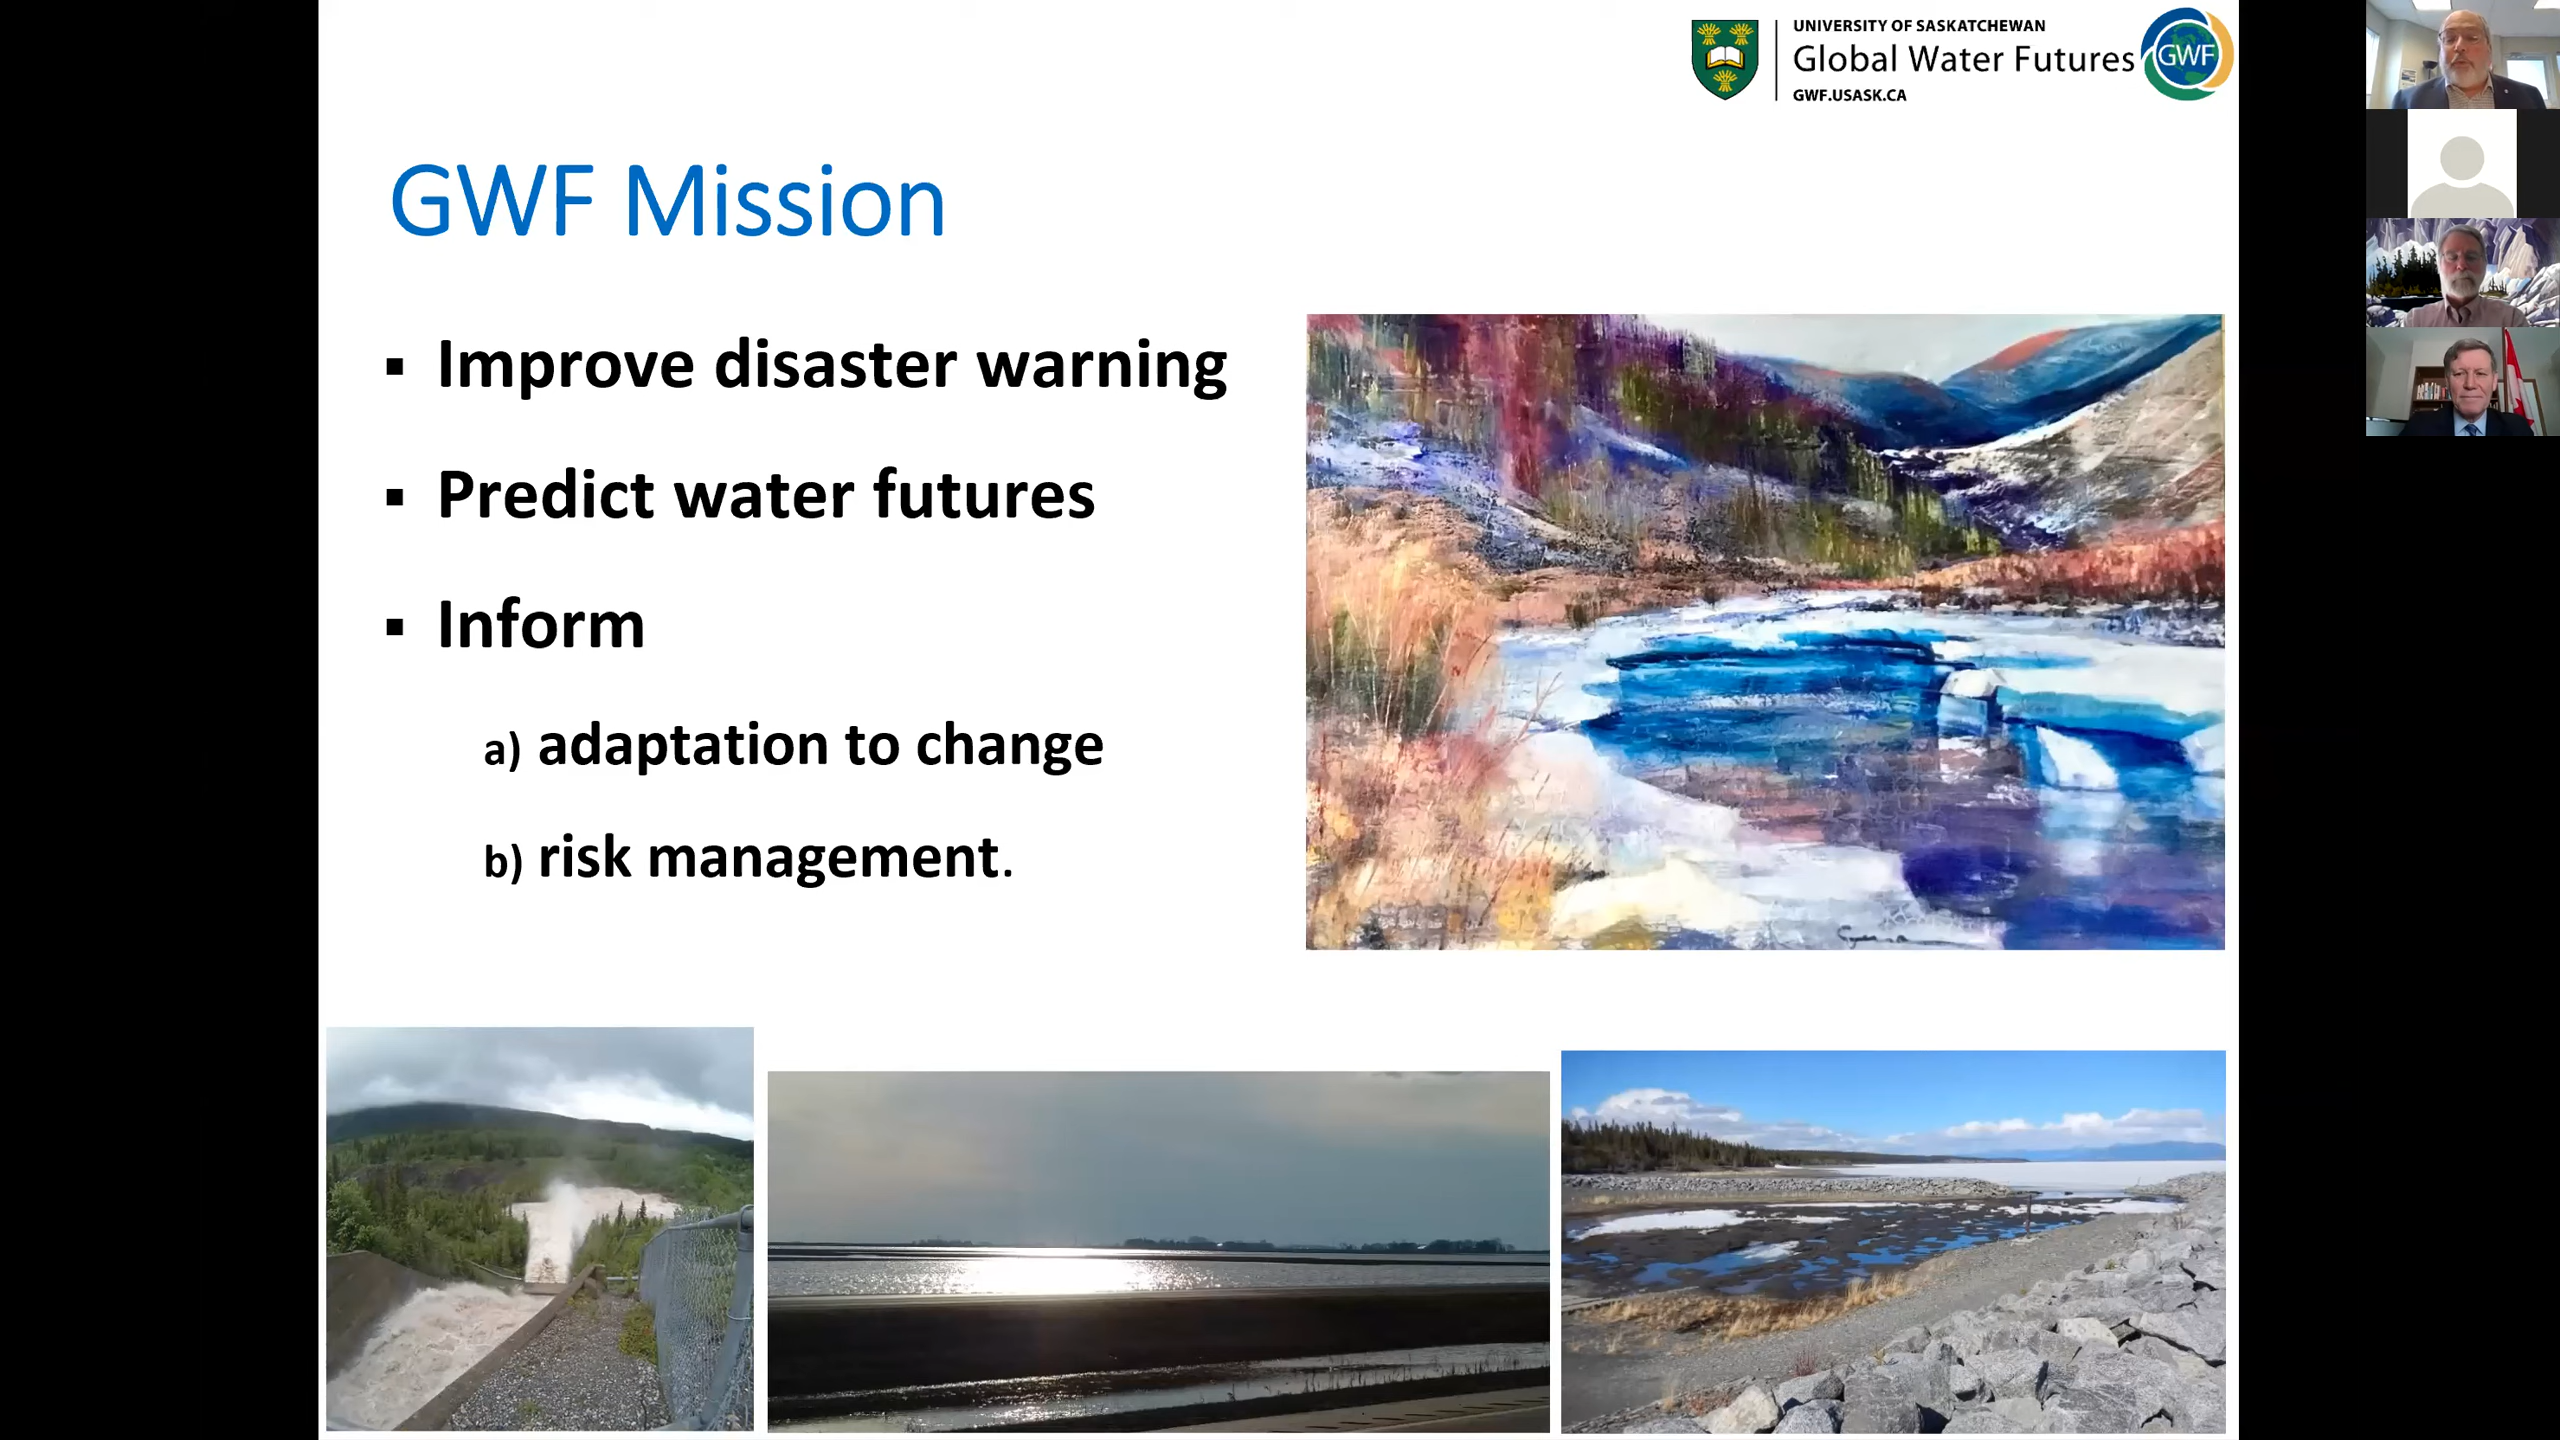 UNIVERSITY OF SASKATCHEWAN
Global Water Futures
GWF.USASK.CA
GWF
GWF Mission
▪ Improve disaster warning
▪ Predict water futures
▪ Inform
a) adaptation to change
b) risk management.